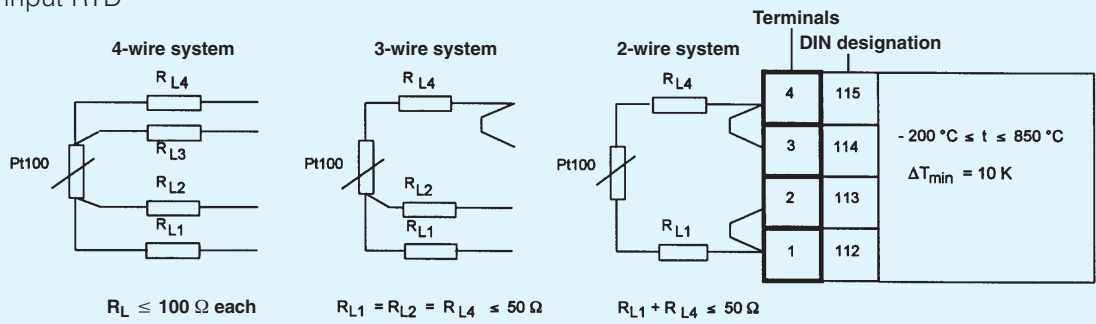 Input RTD
Terminals
4-wire system
3-wire system
2-wire system
DIN designation
R L4
R L3
R L2
R L1
Pt100
R L4
R L2
R L1
Pt100
R L4
R L1
Pt100
4 115
3 114
2 113
1 112
- 200 °C ≤ t ≤ 850 °C
ΔTmin = 10 K
RL ≤ 100 Ω each
RL1 = RL2 = RL4 ≤ 50 Ω
RL1 + RL4 ≤ 50 Ω